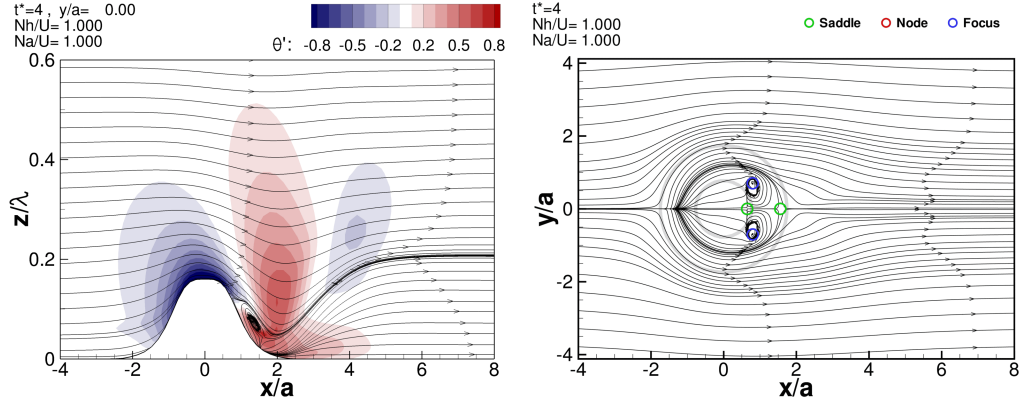 t*=4 , y/a= 0.00
Nh/U= 1.000
Na/U= 1.000
θ': -0.8 -0.5 -0.2 0.2 0.5 0.8
z/λ
0.6
0.4
0.2
0
-4 -2 0 2 4 6 8
x/a
t*=4
Nh/U= 1.000
Na/U= 1.000
Saddle Node Focus
y/a
4
2
0
-2
-4
-4 -2 0 2 4 6 8
x/a